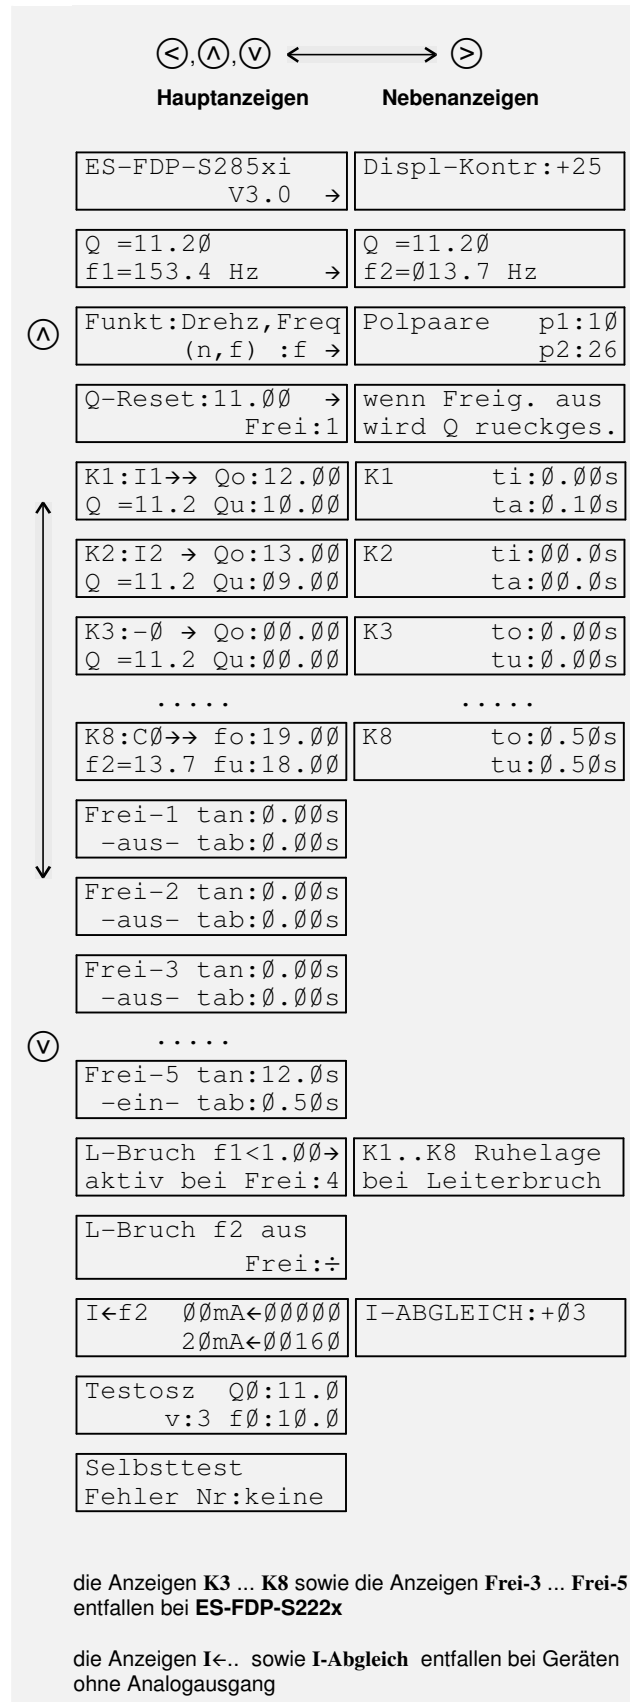 <,∧,∨ ⟷ >
Hauptanzeigen Nebenanzeigen
ES-FDP-S285xi Displ-Kontr:+25
V3.0 →
Q =11.2Ø Q =11.2Ø
f1=153.4 Hz → f2=Ø13.7 Hz
∧
Funkt:Drehz,Freq Polpaare p1:1Ø
(n,f) :f → p2:26
Q-Reset:11.ØØ → wenn Freig. aus
Frei:1 wird Q rueckges.
K1:I1→→ Qo:12.ØØ K1 ti:Ø.ØØs
Q =11.2 Qu:1Ø.ØØ ta:Ø.1Øs
K2:I2 → Qo:13.ØØ K2 ti:ØØ.Øs
Q =11.2 Qu:Ø9.ØØ ta:ØØ.Øs
K3:-Ø → Qo:ØØ.ØØ K3 to:Ø.ØØs
Q =11.2 Qu:ØØ.ØØ tu:Ø.ØØs
..... .....
K8:CØ→→ fo:19.ØØ K8 to:Ø.5Øs
f2=13.7 fu:18.ØØ tu:Ø.5Øs
Frei-1 tan:Ø.ØØs
-aus- tab:Ø.ØØs
Frei-2 tan:Ø.ØØs
-aus- tab:Ø.ØØs
Frei-3 tan:Ø.ØØs
-aus- tab:Ø.ØØs
∨
.....
Frei-5 tan:12.Øs
-ein- tab:Ø.5Øs
L-Bruch f1<1.ØØ→ K1..K8 Ruhelage
aktiv bei Frei:4 bei Leiterbruch
L-Bruch f2 aus
Frei:÷
I←f2 ØØmA←ØØØØØ I-ABGLEICH:+Ø3
2ØmA←ØØ16Ø
Testosz QØ:11.Ø
v:3 fØ:1Ø.Ø
Selbsttest
Fehler Nr:keine
die Anzeigen K3 ... K8 sowie die Anzeigen Frei-3 ... Frei-5
entfallen bei ES-FDP-S222x
die Anzeigen I←.. sowie I-Abgleich entfallen bei Geräten
ohne Analogausgang